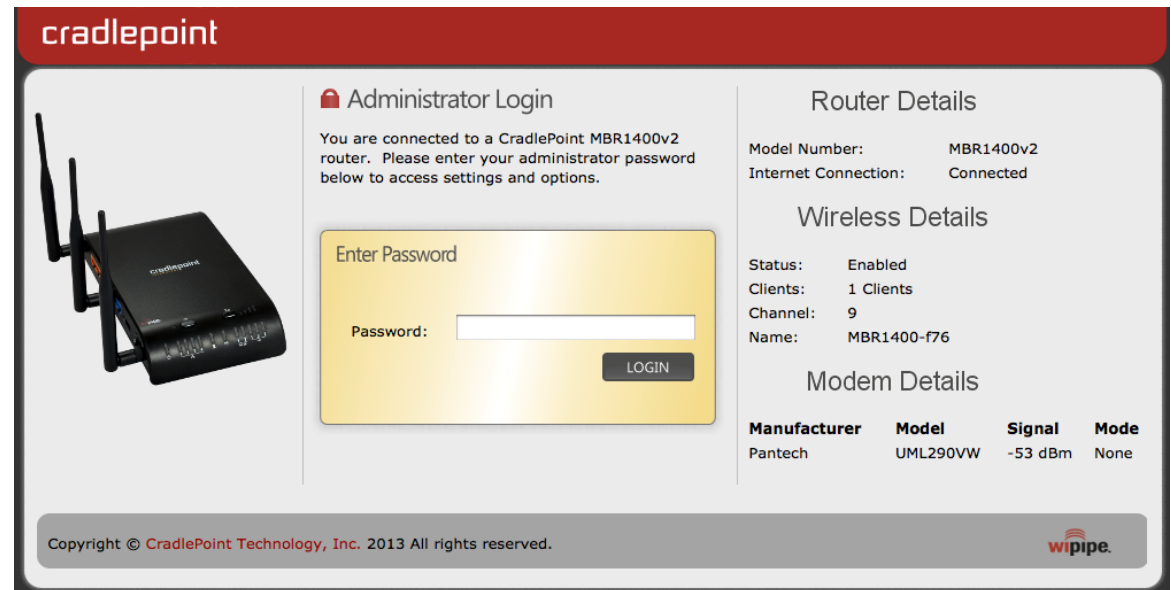 cradlepoint
Administrator Login
You are connected to a CradlePoint MBR1400v2
router. Please enter your administrator password
below to access settings and options.
Enter Password
Password:
LOGIN
cradlepoint
Router Details
Model Number: MBR1400v2
Internet Connection: Connected
Wireless Details
Status: Enabled
Clients: 1 Clients
Channel: 9
Name: MBR1400-f76
Modem Details
Manufacturer Model Signal Mode
Pantech UML290VW -53 dBm None
Copyright © CradlePoint Technology, Inc. 2013 All rights reserved.
wipipe.